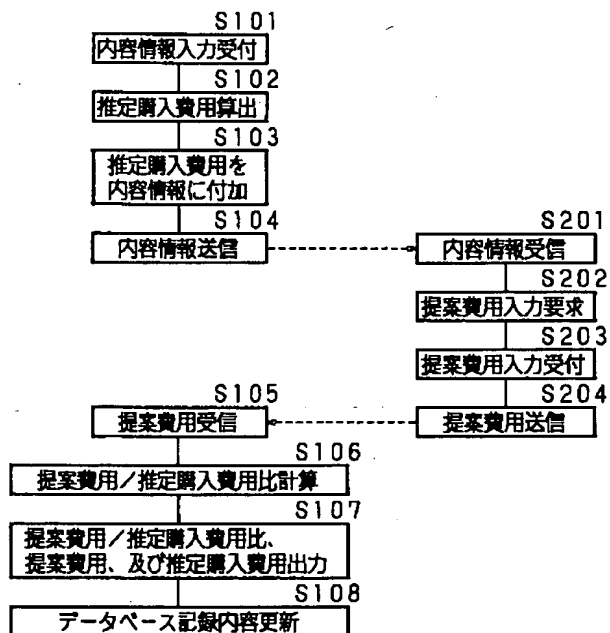 S101
内容情報入力受付
S102
推定購入費用算出
S103
推定購入費用を
内容情報に付加
S104
内容情報送信
S201
内容情報受信
S202
提案費用入力要求
S203
提案費用入力受付
S204
提案費用送信
S105
提案費用受信
S106
提案費用／推定購入費用比計算
S107
提案費用／推定購入費用比、
提案費用、及び推定購入費用出力
S108
データベース記録内容更新